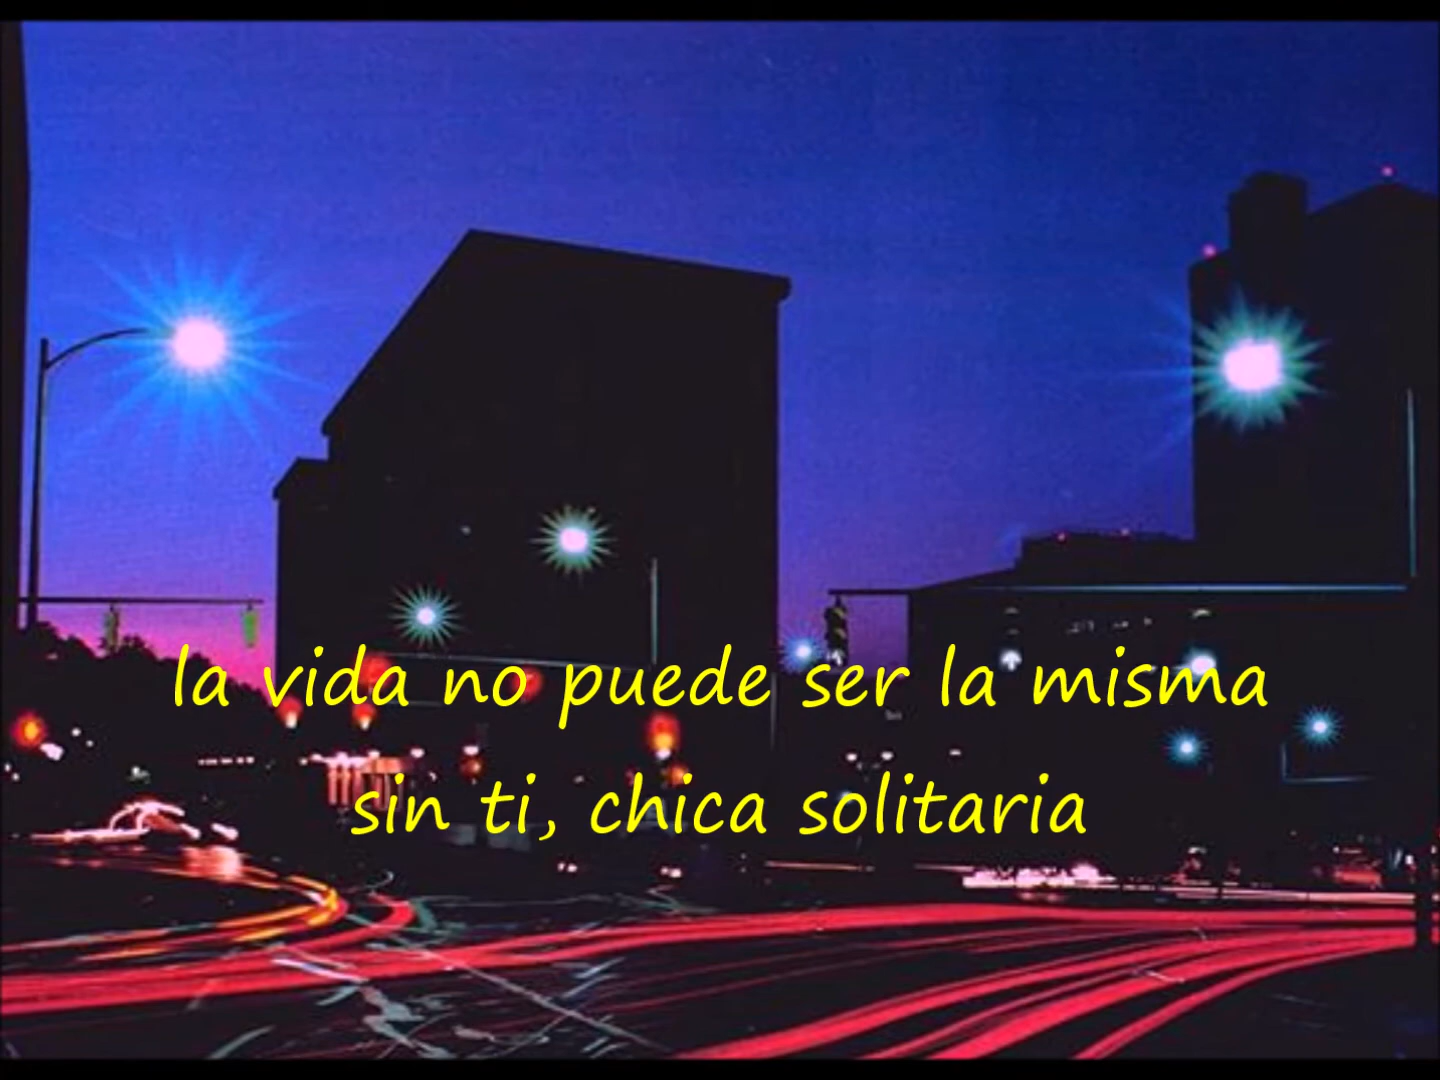 la vida no puede ser la misma
sin ti, chica solitaria